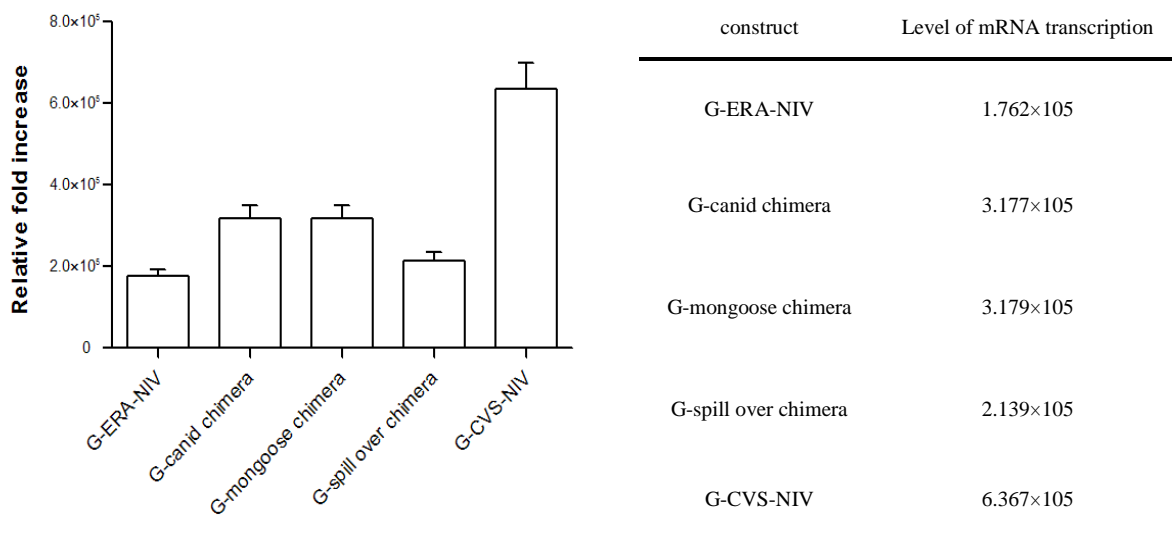 8.0×10⁵
6.0×10⁵
4.0×10⁵
2.0×10⁵
0
Relative fold increase
G-ERA-NIV
G-canid chimera
G-mongoose chimera
G-spill over chimera
G-CVS-NIV
construct Level of mRNA transcription
G-ERA-NIV 1.762×105
G-canid chimera 3.177×105
G-mongoose chimera 3.179×105
G-spill over chimera 2.139×105
G-CVS-NIV 6.367×105